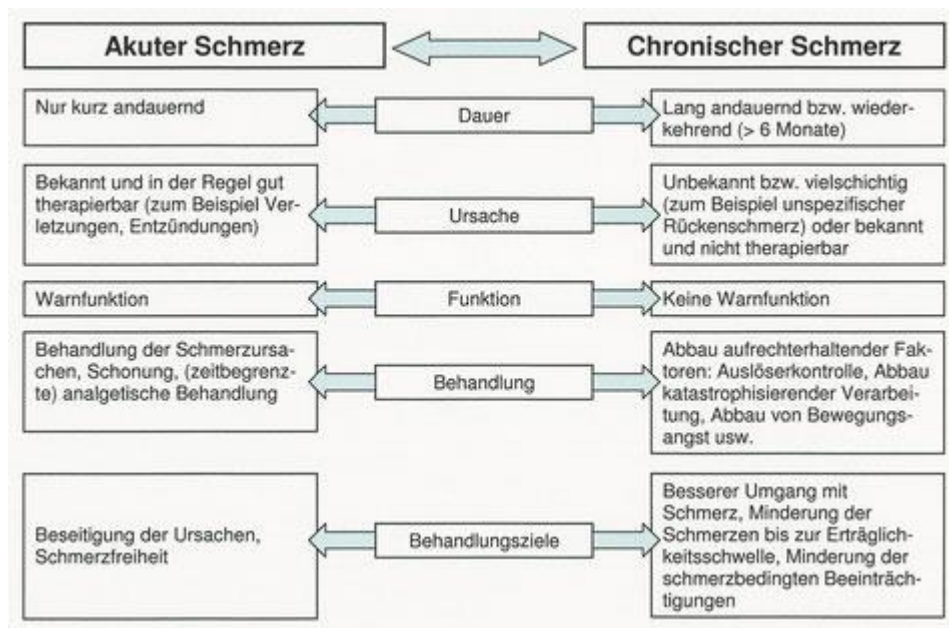 Akuter Schmerz
Chronischer Schmerz
Nur kurz andauernd
Dauer
Lang andauernd bzw. wieder-
kehrend (> 6 Monate)
Bekannt und in der Regel gut
therapierbar (zum Beispiel Ver-
letzungen, Entzündungen)
Ursache
Unbekannt bzw. vielschichtig
(zum Beispiel unspezifischer
Rückenschmerz) oder bekannt
und nicht therapierbar
Warnfunktion
Funktion
Keine Warnfunktion
Behandlung der Schmerzursa-
chen, Schonung, (zeitbegrenz-
te) analgetische Behandlung
Behandlung
Abbau aufrechterhaltender Fak-
toren: Auslöserkontrolle, Abbau
katastrophisierender Verarbei-
tung, Abbau von Bewegungs-
angst usw.
Beseitigung der Ursachen,
Schmerzfreiheit
Behandlungsziele
Besserer Umgang mit
Schmerz, Minderung der
Schmerzen bis zur Erträglich-
keitsschwelle, Minderung der
schmerzbedingten Beeinträch-
tigungen